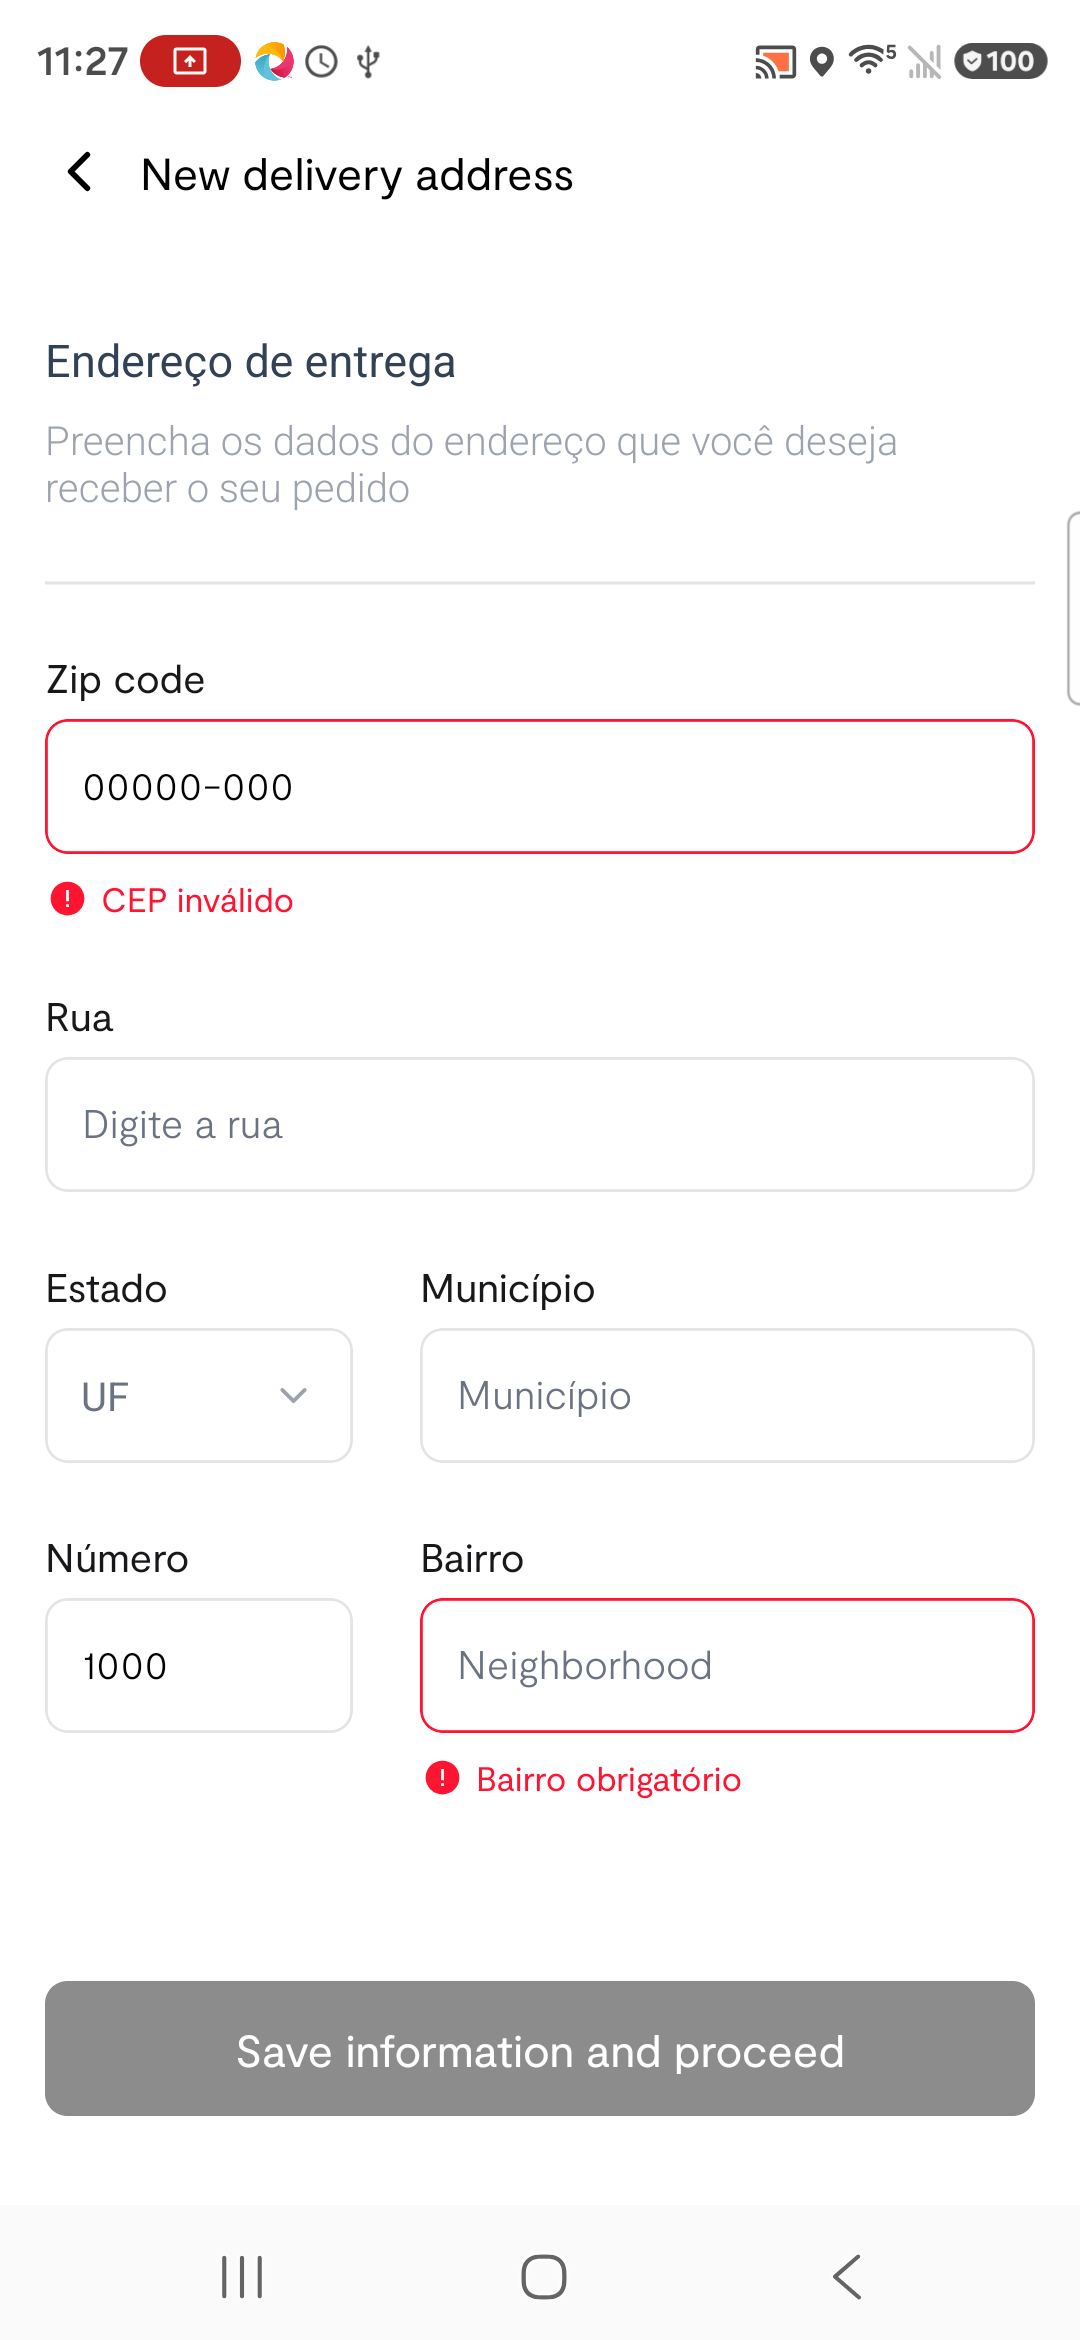 11:27
5
100
New delivery address
Endereço de entrega
Preencha os dados do endereço que você deseja
receber o seu pedido
Zip code
00000-000
CEP inválido
Rua
Digite a rua
Estado
Município
UF
Município
Número
Bairro
1000
Neighborhood
Bairro obrigatório
Save information and proceed